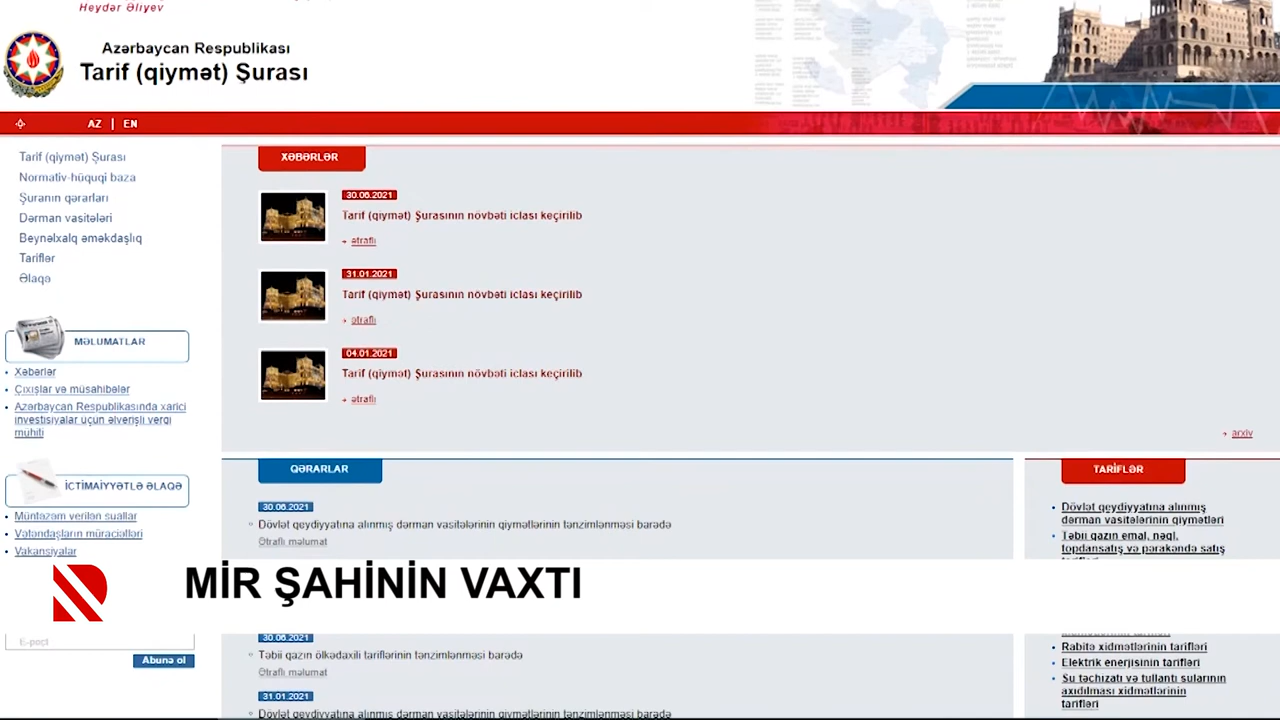 Heydər Əliyev
Azərbaycan Respublikası
Tarif (qiymət) Şurası
AZ | EN
Tarif (qiymət) Şurası
Normativ-hüquqi baza
Şuranın qərarları
Dərman vasitələri
Beynəlxalq əməkdaşlıq
Tariflər
Əlaqə
MƏLUMATLAR
Xəbərlər
Çıxışlar və müsahibələr
Azərbaycan Respublikasında xarici
investisiyalar üçün əlverişli vergi
mühiti
İCTİMAİYYƏTLƏ ƏLAQƏ
Müntəzəm verilən suallar
Vətəndaşların müraciətləri
Vakansiyalar
E-poçt
Abunə ol
XƏBƏRLƏR
30.06.2021
Tarif (qiymət) Şurasının növbəti iclası keçirilib
ətraflı
31.01.2021
Tarif (qiymət) Şurasının növbəti iclası keçirilib
ətraflı
04.01.2021
Tarif (qiymət) Şurasının növbəti iclası keçirilib
ətraflı
arxiv
QƏRARLAR
30.06.2021
Dövlət qeydiyyatına alınmış dərman vasitələrinin qiymətlərinin tənzimlənməsi barədə
Ətraflı məlumat
30.06.2021
Təbii qazın ölkədaxili tariflərinin tənzimlənməsi barədə
Ətraflı məlumat
31.01.2021
Dövlət qeydiyyatına alınmış dərman vasitələrinin qiymətlərinin tənzimlənməsi barədə
TARİFLƏR
Dövlət qeydiyyatına alınmış
dərman vasitələrinin qiymətləri
Təbii qazın emal, nəql,
topdansatış və pərakəndə satış
tarifləri
Rabitə xidmətlərinin tarifləri
Elektrik enerjisinin tarifləri
Su təchizatı və tullantı sularının
axıdılması xidmətlərinin
tarifləri
MİR ŞAHİNİN VAXTI